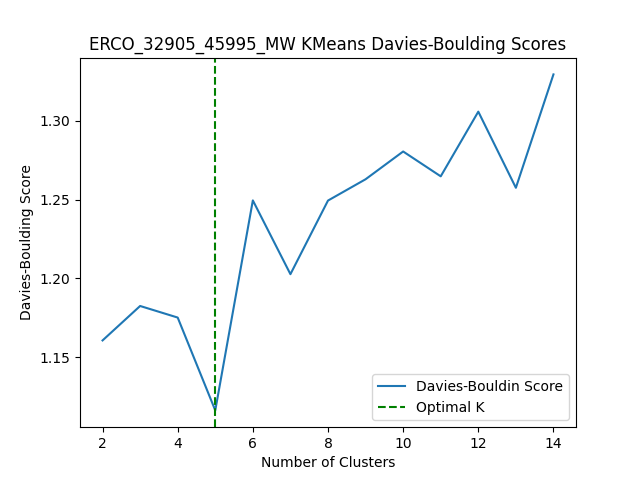 ERCO_32905_45995_MW KMeans Davies-Boulding Scores
1.30
1.25
1.20
1.15
Davies-Boulding Score
Davies-Bouldin Score
Optimal K
2 4 6 8 10 12 14
Number of Clusters